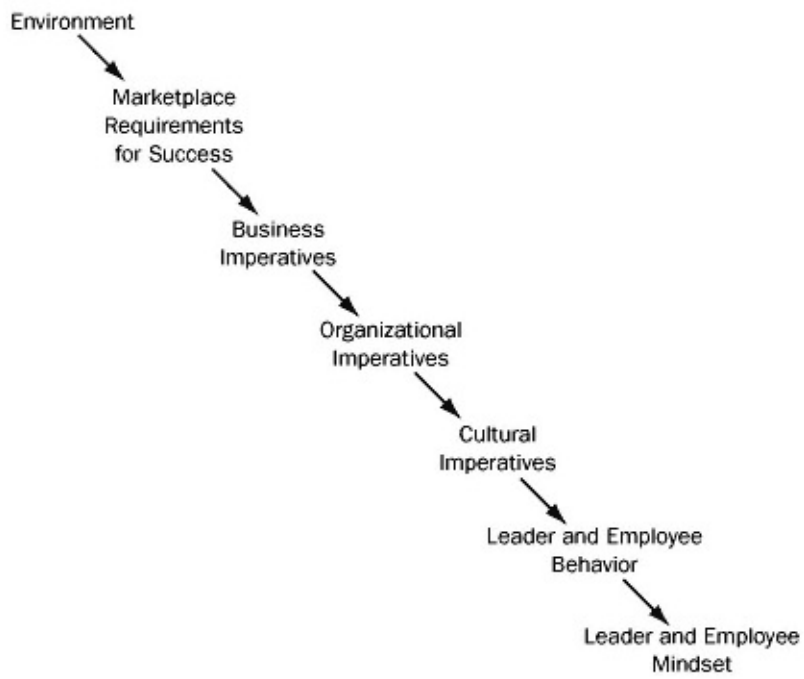 Environment
Marketplace
Requirements
for Success
Business
Imperatives
Organizational
Imperatives
Cultural
Imperatives
Leader and Employee
Behavior
Leader and Employee
Mindset